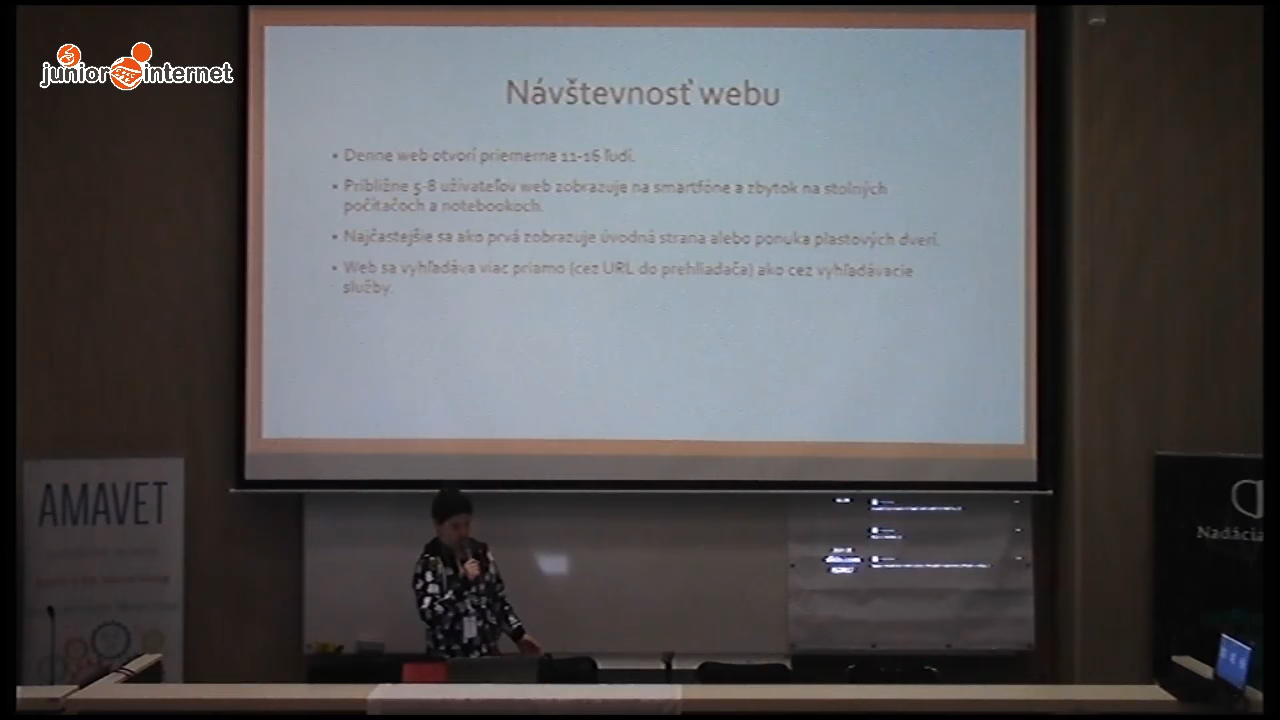 junior internet
Návštevnosť webu
• Denne web otvorí priemerne 11-16 ľudí.
• Približne 5-8 užívateľov web zobrazuje na smartfóne a zbytok na stolných
počítačoch a notebookoch.
• Najčastejšie sa ako prvá zobrazuje úvodná strana alebo ponuka plastových dverí.
• Web sa vyhľadáva viac priamo (cez URL do prehliadača) ako cez vyhľadávacie
služby.
AMAVET
Nadácia